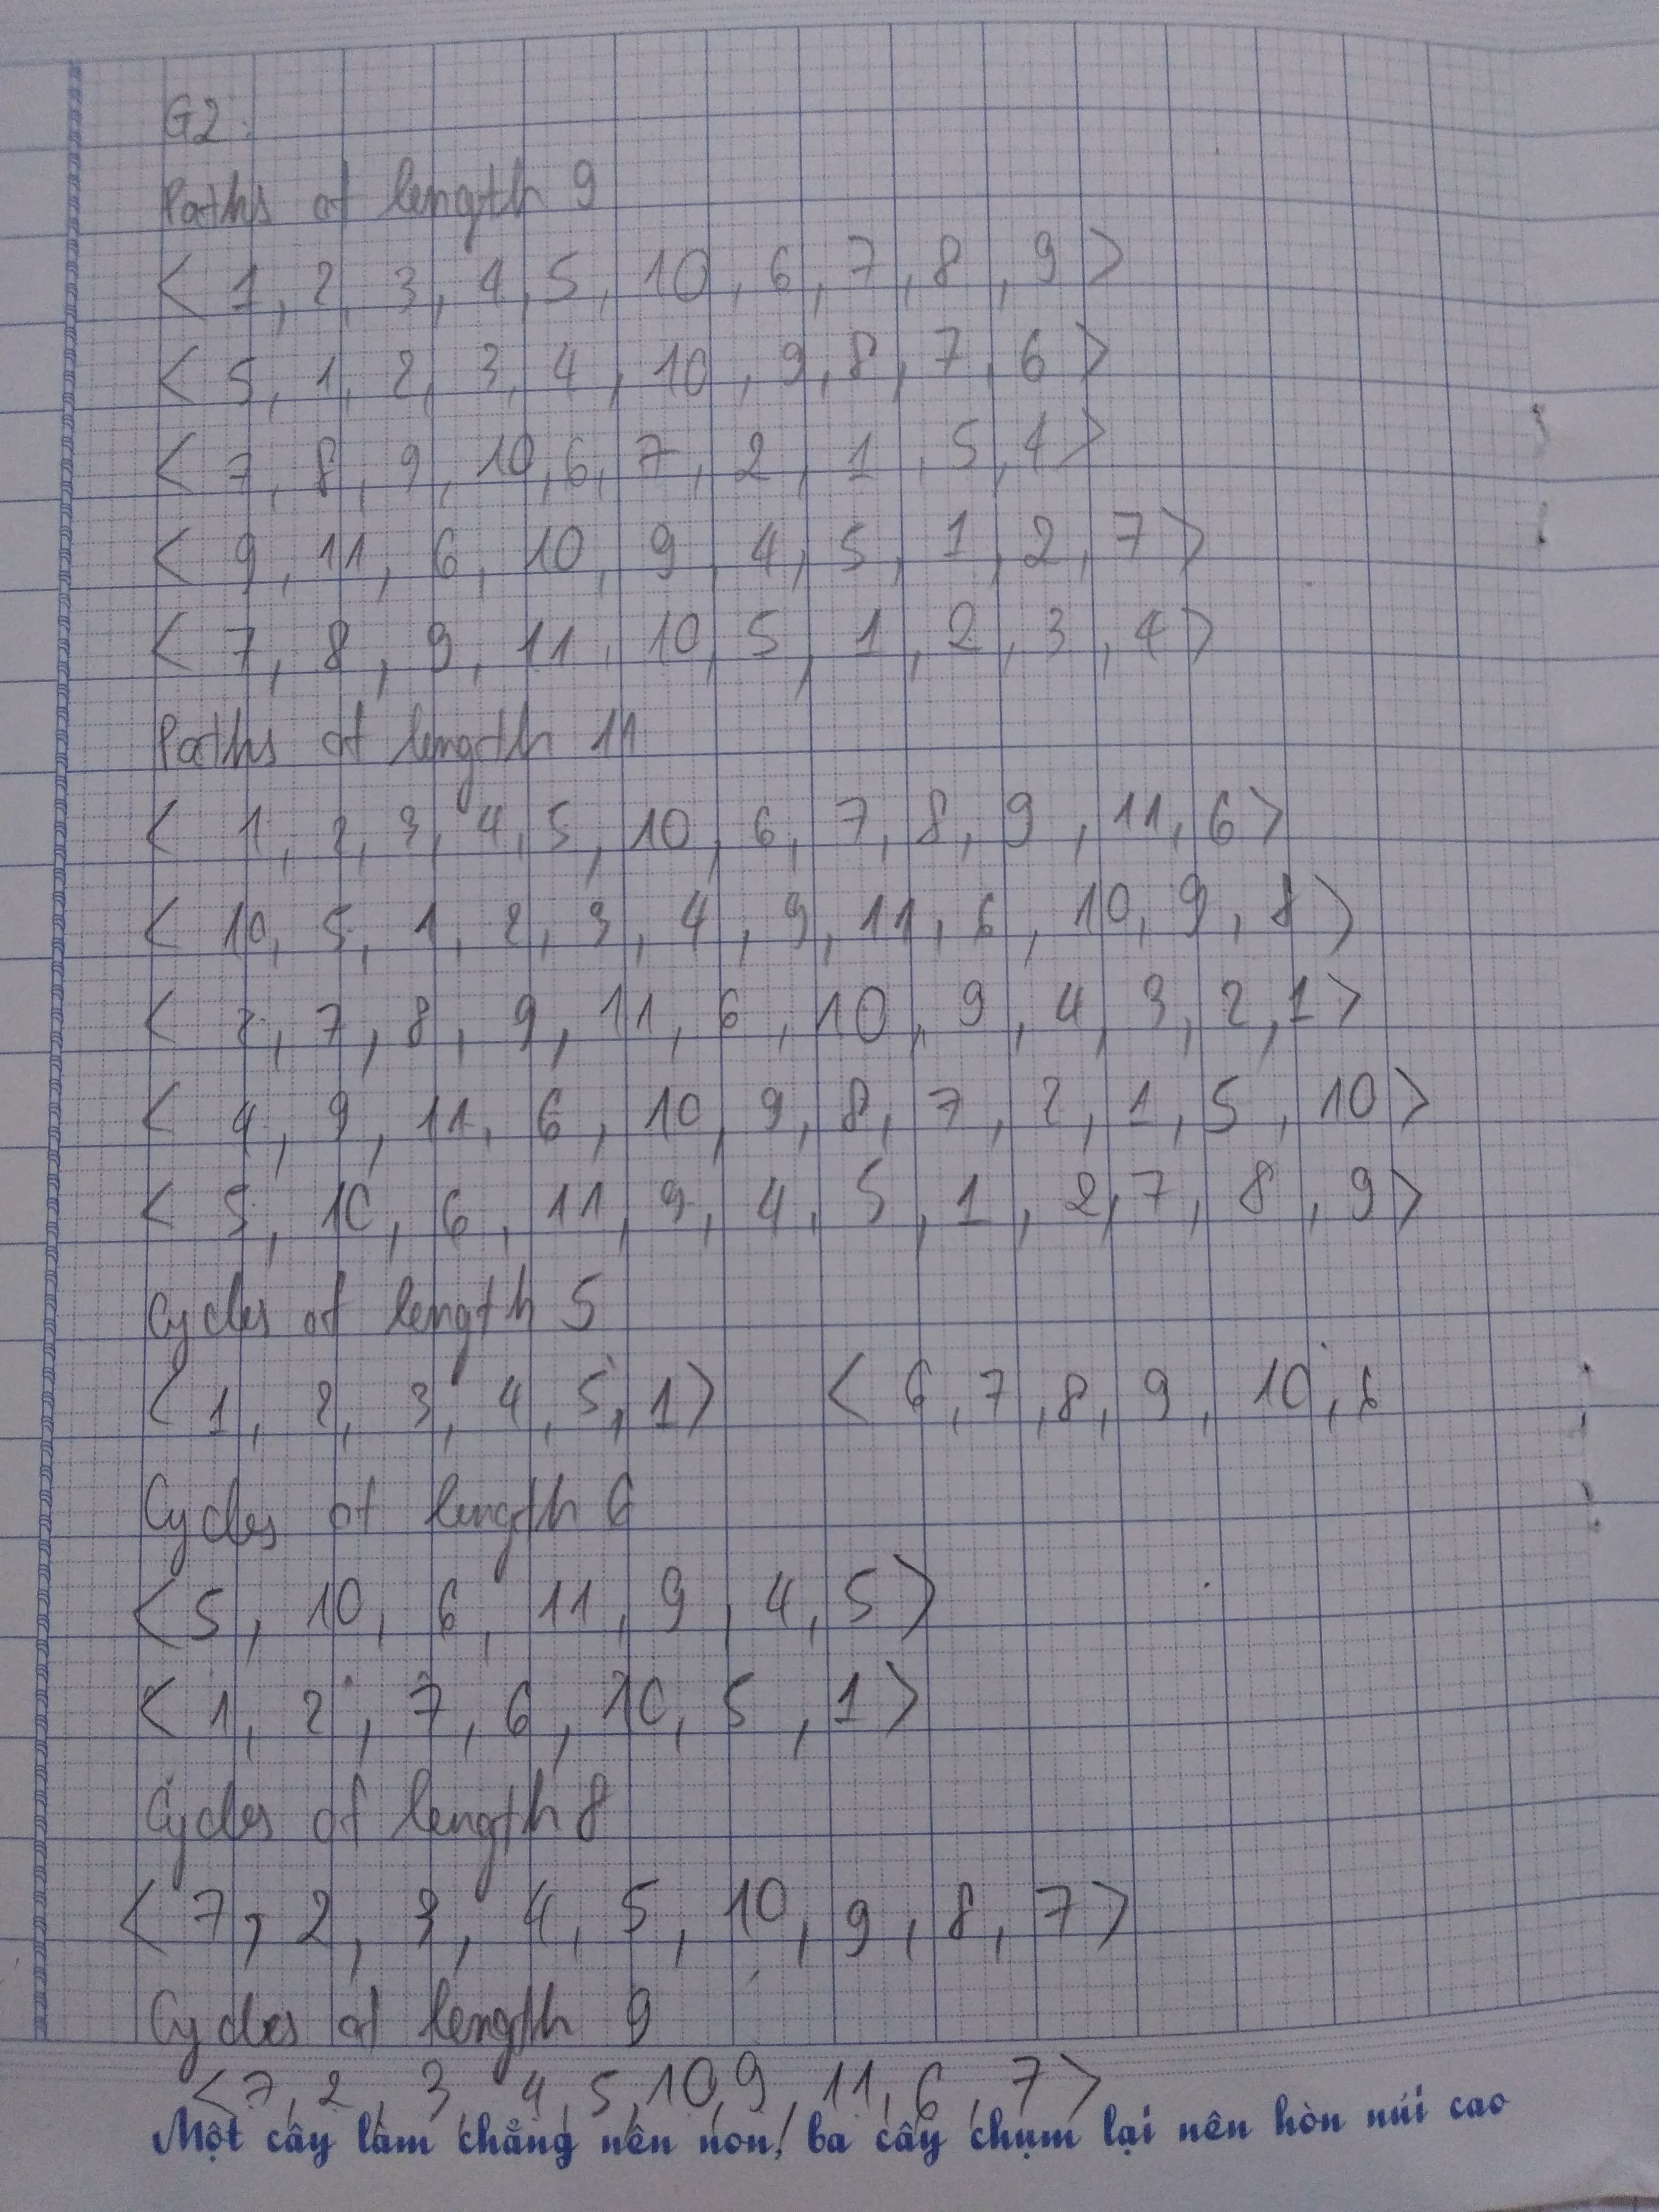 G2:
Paths of length 9
< 1, 2, 3, 4, 5, 10, 6, 7, 8, 9 >
< 5, 1, 2, 3, 4, 10, 9, 8, 7, 6 >
< 7, 8, 9, 10, 6, 7, 2, 1, 5, 4 >
< 9, 11, 6, 10, 9, 4, 5, 1, 2, 7 >
< 7, 8, 9, 11, 10, 5, 1, 2, 3, 4 >
Paths of length 11
< 1, 2, 3, 4, 5, 10, 6, 7, 8, 9, 11, 6 >
< 10, 5, 1, 2, 3, 4, 9, 11, 6, 10, 9, 8 >
< 2, 7, 8, 9, 11, 6, 10, 9, 4, 3, 2, 1 >
< 4, 9, 11, 6, 10, 9, 8, 7, 2, 1, 5, 10 >
< 5, 10, 6, 11, 9, 4, 5, 1, 2, 7, 8, 9 >
Cycles of length 5
< 1, 2, 3, 4, 5, 1 > < 6, 7, 8, 9, 10, 6
Cycles of length 6
< 5, 10, 6, 11, 9, 4, 5 >
< 1, 2, 7, 6, 10, 5, 1 >
Cycles of length 8
< 7, 2, 3, 4, 5, 10, 9, 8, 7 >
Cycles of length 9
< 7, 2, 3, 4, 5, 10, 9, 11, 6, 7 >
Một cây làm chẳng nên non, ba cây chụm lại nên hòn núi cao